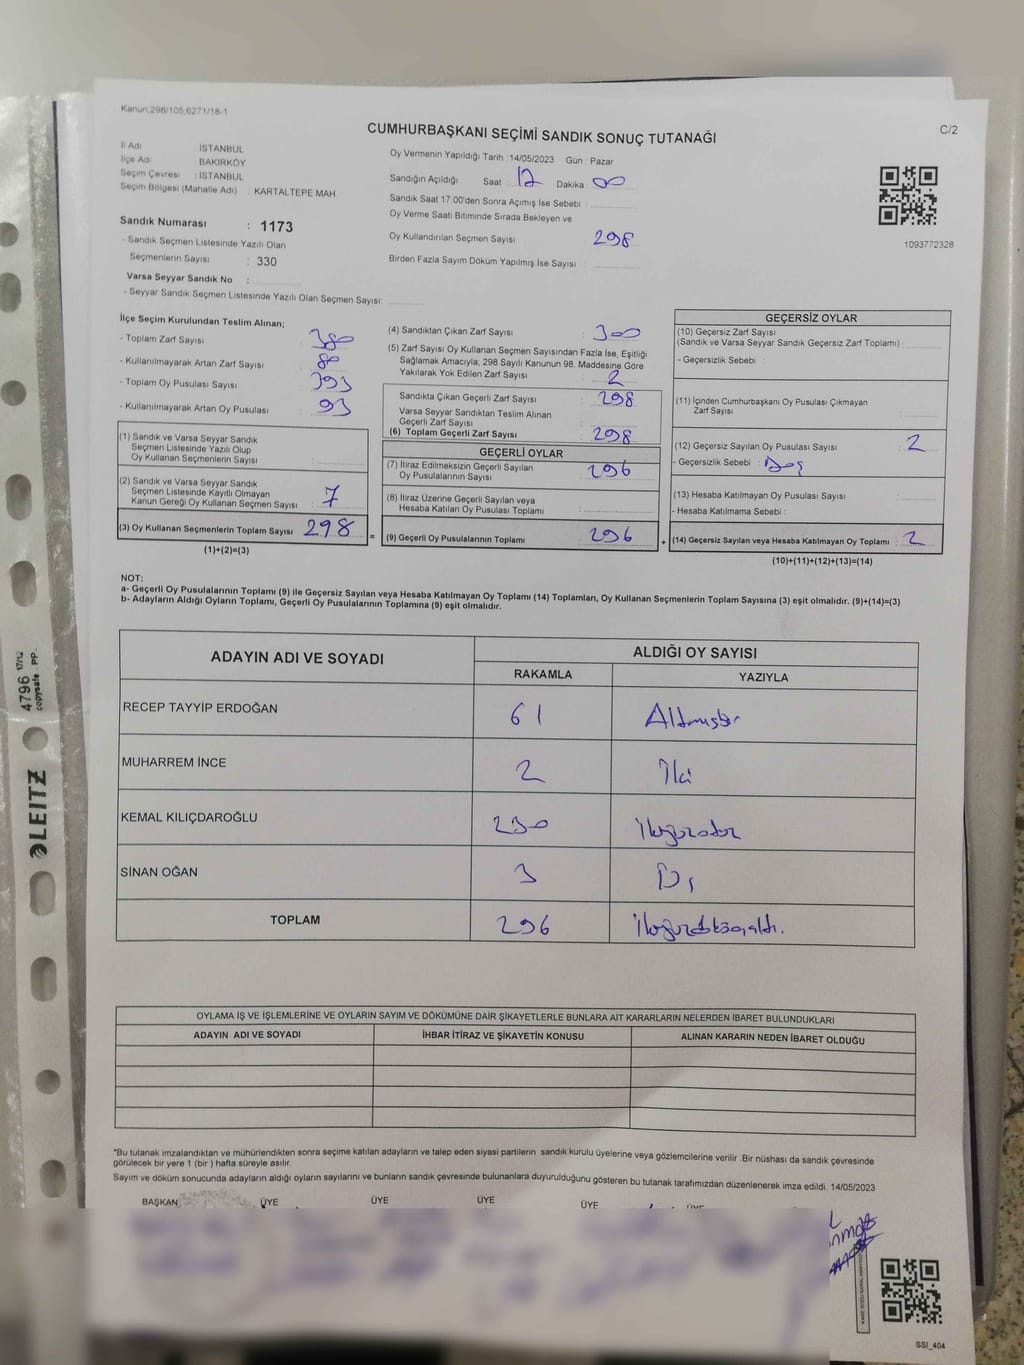 Kanun;298/105;6271/18-1
C/2
CUMHURBAŞKANI SEÇİMİ SANDIK SONUÇ TUTANAĞI
İl Adı İSTANBUL
İlçe Adı BAKIRKÖY
Seçim Çevresi : İSTANBUL
Seçim Bölgesi (Mahalle Adı) KARTALTEPE MAH.
Sandık Numarası : 1173
- Sandık Seçmen Listesinde Yazılı Olan
Seçmenlerin Sayısı : 330
Varsa Seyyar Sandık No :
- Seyyar Sandık Seçmen Listesinde Yazılı Olan Seçmen Sayısı:
Oy Vermenin Yapıldığı Tarih : 14/05/2023 Gün : Pazar
Sandığın Açıldığı Saat : Dakika 00
Sandık Saat 17.00'den Sonra Açımış İse Sebebi :
Oy Verme Saati Bitiminde Sırada Bekleyen ve
Oy Kullandırılan Seçmen Sayısı : 298
Birden Fazla Sayım Döküm Yapılmış İse Sayısı :
1093772328
İlçe Seçim Kurulundan Teslim Alınan;
- Toplam Zarf Sayısı : 380
- Kullanılmayarak Artan Zarf Sayısı : 80
- Toplam Oy Pusulası Sayısı : 393
- Kullanılmayarak Artan Oy Pusulası : 93
(1) Sandık ve Varsa Seyyar Sandık
Seçmen Listesinde Yazılı Olup
Oy Kullanan Seçmenlerin Sayısı :
(2) Sandık ve Varsa Seyyar Sandık
Seçmen Listesinde Kayıtlı Olmayan
Kanun Gereği Oy Kullanan Seçmen Sayısı : 7
(3) Oy Kullanan Seçmenlerin Toplam Sayısı : 298
(1)+(2)=(3)
=
(4) Sandıktan Çıkan Zarf Sayısı : 300
(5) Zarf Sayısı Oy Kullanan Seçmen Sayısından Fazla İse, Eşitliği
Sağlamak Amacıyla; 298 Sayılı Kanunun 98. Maddesine Göre
Yakılarak Yok Edilen Zarf Sayısı : 2
Sandıkta Çıkan Geçerli Zarf Sayısı : 298
Varsa Seyyar Sandıktan Teslim Alınan
Geçerli Zarf Sayısı :
(6) Toplam Geçerli Zarf Sayısı : 298
GEÇERLİ OYLAR
(7) İtiraz Edilmeksizin Geçerli Sayılan
Oy Pusulasının Sayısı : 296
(8) İtiraz Üzerine Geçerli Sayılan veya
Hesaba Katılan Oy Pusulası Toplamı :
(9) Geçerli Oy Pusulalarının Toplamı : 296
+
GEÇERSİZ OYLAR
(10) Geçersiz Zarf Sayısı
(Sandık ve Varsa Seyyar Sandık Geçersiz Zarf Toplamı) :
- Geçersizlik Sebebi :
(11) İçinden Cumhurbaşkanı Oy Pusulası Çıkmayan
Zarf Sayısı :
(12) Geçersiz Sayılan Oy Pusulası Sayısı : 2
- Geçersizlik Sebebi :
(13) Hesaba Katılmayan Oy Pusulası Sayısı :
- Hesaba Katılmama Sebebi :
(14) Geçersiz Sayılan veya Hesaba Katılmayan Oy Toplamı : 2
(10)+(11)+(12)+(13)=(14)
NOT:
a- Geçerli Oy Pusulalarının Toplamı (9) ile Geçersiz Sayılan veya Hesaba Katılmayan Oy Toplamı (14) Toplamları, Oy Kullanan Seçmenlerin Toplam Sayısına (3) eşit olmalıdır. (9)+(14)=(3)
b- Adayların Aldığı Oyların Toplamı, Geçerli Oy Pusulalarının Toplamına (9) eşit olmalıdır.
ADAYIN ADI VE SOYADI ALDIĞI OY SAYISI
RAKAMLA YAZIYLA
RECEP TAYYİP ERDOĞAN 61 Altmışbir
MUHARREM İNCE 2 İki
KEMAL KILIÇDAROĞLU 230 İkiyüzotuz
SİNAN OĞAN 3 Üç
TOPLAM 296 İkiyüzdoksanaltı.
OYLAMA İŞ VE İŞLEMLERİNE VE OYLARIN SAYIM VE DÖKÜMÜNE DAİR ŞİKAYETLERLE BUNLARA AİT KARARLARIN NELERDEN İBARET BULUNDUKLARI
ADAYIN ADI VE SOYADI İHBAR İTİRAZ VE ŞİKAYETİN KONUSU ALINAN KARARIN NEDEN İBARET OLDUĞU
*Bu tutanak imzalandıktan ve mühürlendikten sonra seçime katılan adayların ve talep eden siyasi partilerin sandık kurulu üyelerine veya gözlemcilerine verilir .Bir nüshası da sandık çevresinde
görülecek bir yere 1 (bir ) hafta süreyle asılır.
Sayım ve döküm sonucunda adayların aldığı oyların sayılarını ve bunların sandık çevresinde bulunanlara duyurulduğunu gösteren bu tutanak tarafımızdan düzenlenerek imza edildi. 14/05/2023
BAŞKAN ÜYE ÜYE ÜYE ÜYE
SSI_404
LEITZ
4796 17/12
copysafe . PP.